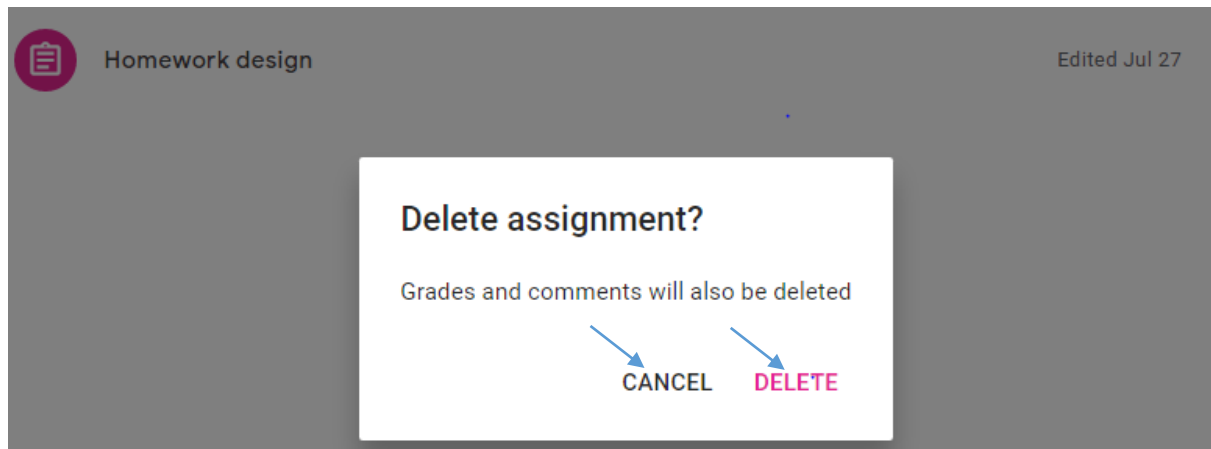 Homework design
Edited Jul 27
Delete assignment?
Grades and comments will also be deleted
CANCEL DELETE